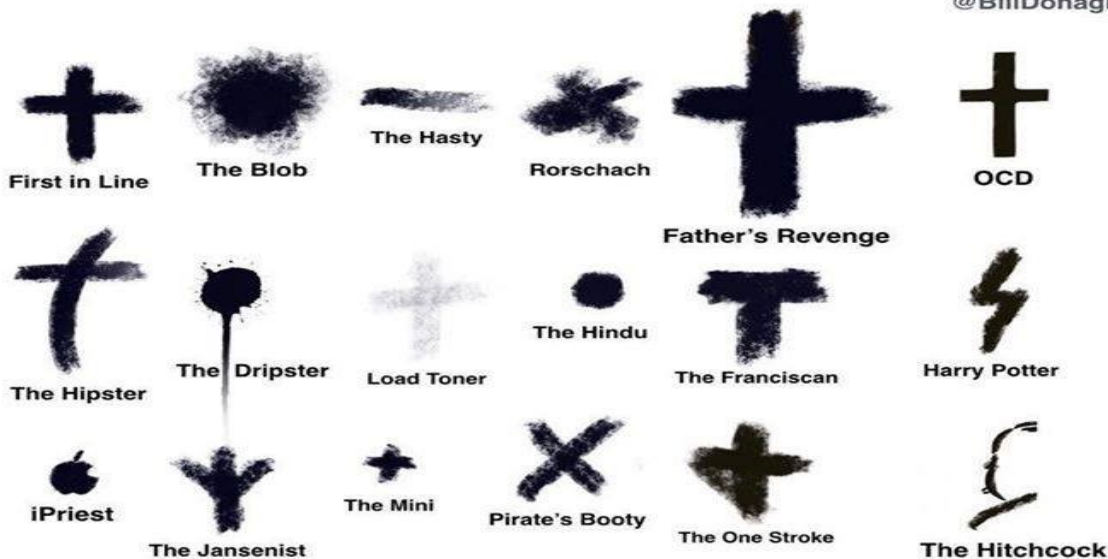 @BillDonagh
First in Line
The Blob
The Hasty
Rorschach
Father's Revenge
OCD
The Hipster
The Dripster
Load Toner
The Hindu
The Franciscan
Harry Potter
iPriest
The Jansenist
The Mini
Pirate's Booty
The One Stroke
The Hitchcock